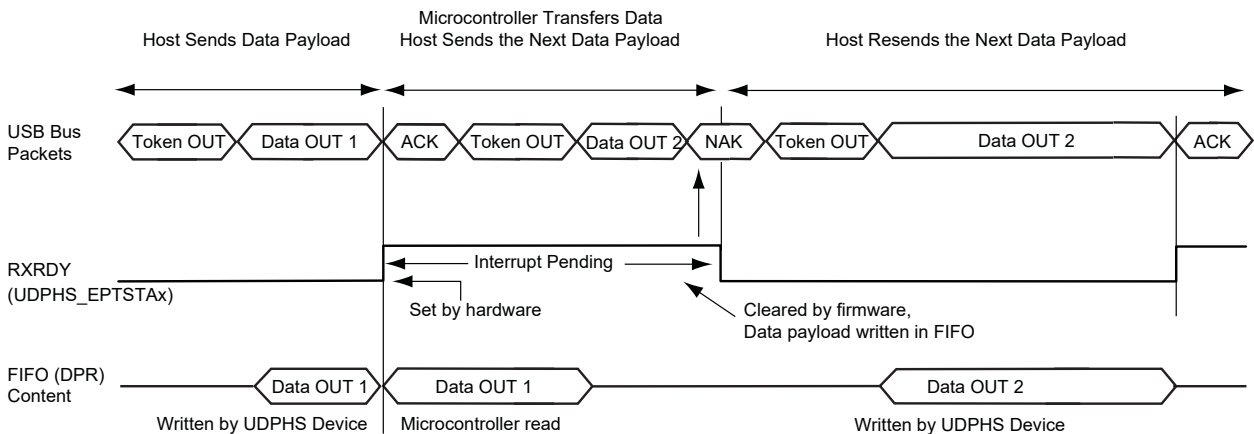 Microcontroller Transfers Data
Host Sends Data Payload Host Sends the Next Data Payload Host Resends the Next Data Payload
USB Bus
Packets
Token OUT Data OUT 1 ACK Token OUT Data OUT 2 NAK Token OUT Data OUT 2 ACK
RXRDY
(UDPHS_EPTSTAx)
Interrupt Pending
Set by hardware
Cleared by firmware,
Data payload written in FIFO
FIFO (DPR)
Content
Data OUT 1 Data OUT 1 Data OUT 2
Written by UDPHS Device Microcontroller read Written by UDPHS Device